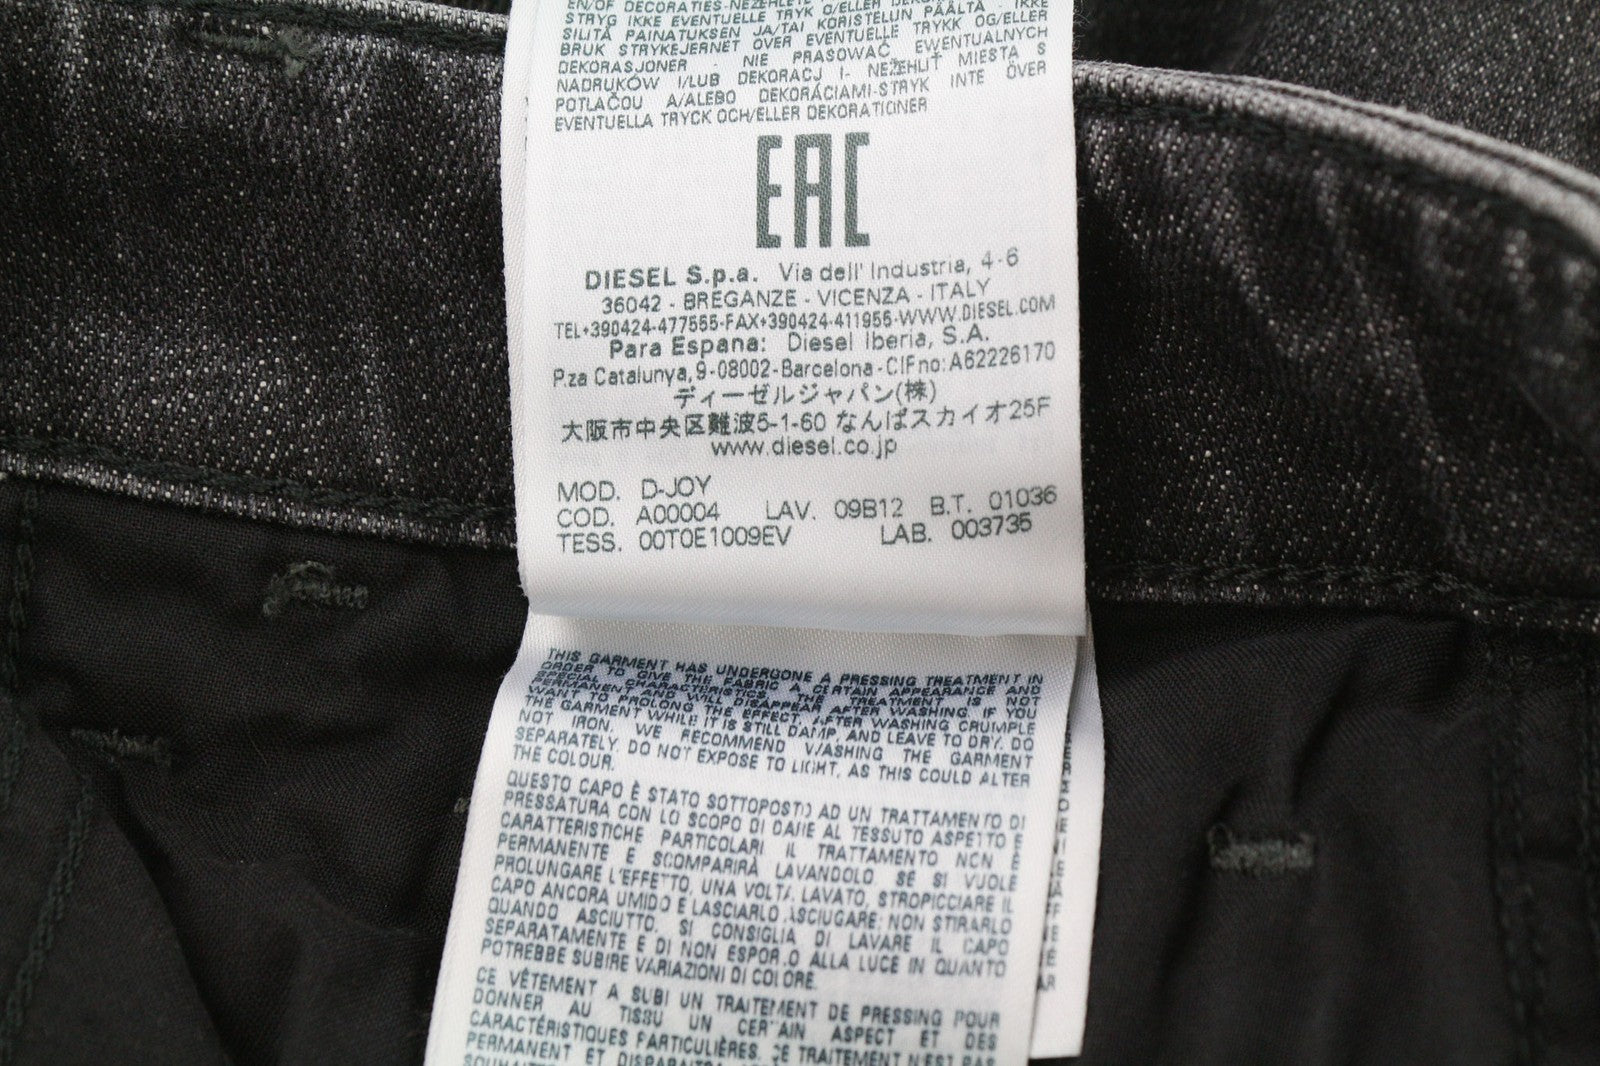 EN/OF DECORATIES-NEŽEHLETE
STRYG IKKE EVENTUELLE TRYK O/ELLER IKKE
SILITÄ PAINATUKSEN JA/TAI KORISTELUN PÄÄLTÄ - IKKE
BRUK STRYKEJERNET OVER EVENTUELLE TRYKK OG/ELLER
DEKORASJONER - NIE PRASOWAĆ EWENTUALNYCH
NADRUKÓW I/LUB DEKORACJ I- NEŽEHLIT MIESTA S
POTLAČOU A/ALEBO DEKORÁCIAMI-STRYK INTE ÖVER
EVENTUELLA TRYCK OCH/ELLER DEKORATIONER
EAC
DIESEL S.p.a. Via dell' Industria, 4-6
36042 - BREGANZE - VICENZA - ITALY
TEL+390424-477555-FAX+390424-411955-WWW.DIESEL.COM
Para Espana: Diesel Iberia, S.A.
P.za Catalunya, 9-08002-Barcelona-CIF no: A62226170
ディーゼルジャパン(株)
大阪市中央区難波5-1-60 なんばスカイオ25F
www.diesel.co.jp
MOD. D-JOY
COD. A00004 LAV. 09B12 B.T. 01036
TESS. 00T0E1009EV LAB. 003735
THIS GARMENT HAS UNDERGONE A PRESSING TREATMENT IN
ORDER TO GIVE THE FABRIC A CERTAIN APPEARANCE AND
SPECIAL CHARACTERISTICS. THE TREATMENT IS NOT
PERMANENT AND WILL DISAPPEAR AFTER WASHING. IF YOU
WANT TO PROLONG THE EFFECT, AFTER WASHING CRUMPLE
THE GARMENT WHILE IT IS STILL DAMP, AND LEAVE TO DRY. DO
NOT IRON. WE RECOMMEND WASHING THE GARMENT
SEPARATELY. DO NOT EXPOSE TO LIGHT, AS THIS COULD ALTER
THE COLOUR.
QUESTO CAPO È STATO SOTTOPOSTO AD UN TRATTAMENTO DI
PRESSATURA CON LO SCOPO DI DARE AL TESSUTO ASPETTO E
CARATTERISTICHE PARTICOLARI IL TRATTAMENTO NON È
PERMANENTE E SCOMPARIRÀ LAVANDOLO SE SI VUOLE
PROLUNGARE L'EFFETTO, UNA VOLTA LAVATO, STROPICCIARE IL
CAPO ANCORA UMIDO E LASCIARLO ASCIUGARE: NON STIRARLO
QUANDO ASCIUTTO. SI CONSIGLIA DI LAVARE IL CAPO
SEPARATAMENTE E DI NON ESPORLO ALLA LUCE IN QUANTO
POTREBBE SUBIRE VARIAZIONI DI COLORE.
CE VÊTEMENT A SUBI UN TRAITEMENT DE PRESSING POUR
DONNER AU TISSU UN CERTAIN ASPECT ET DES
CARACTÉRISTIQUES PARTICULIÈRES. CE TRAITEMENT N'EST PAS
PERMANENT ET DISPARAITRA